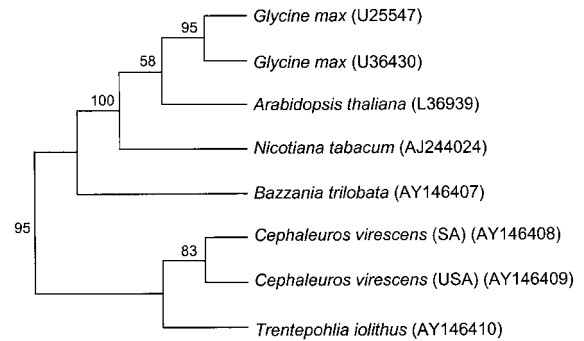 Glycine max (U25547)
95
Glycine max (U36430)
58
Arabidopsis thaliana (L36939)
100
Nicotiana tabacum (AJ244024)
Bazzania trilobata (AY146407)
95
Cephaleuros virescens (SA) (AY146408)
83
Cephaleuros virescens (USA) (AY146409)
Trentepohlia iolithus (AY146410)